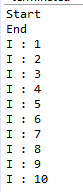 Start
End
I : 1
I : 2
I : 3
I : 4
I : 5
I : 6
I : 7
I : 8
I : 9
I : 10